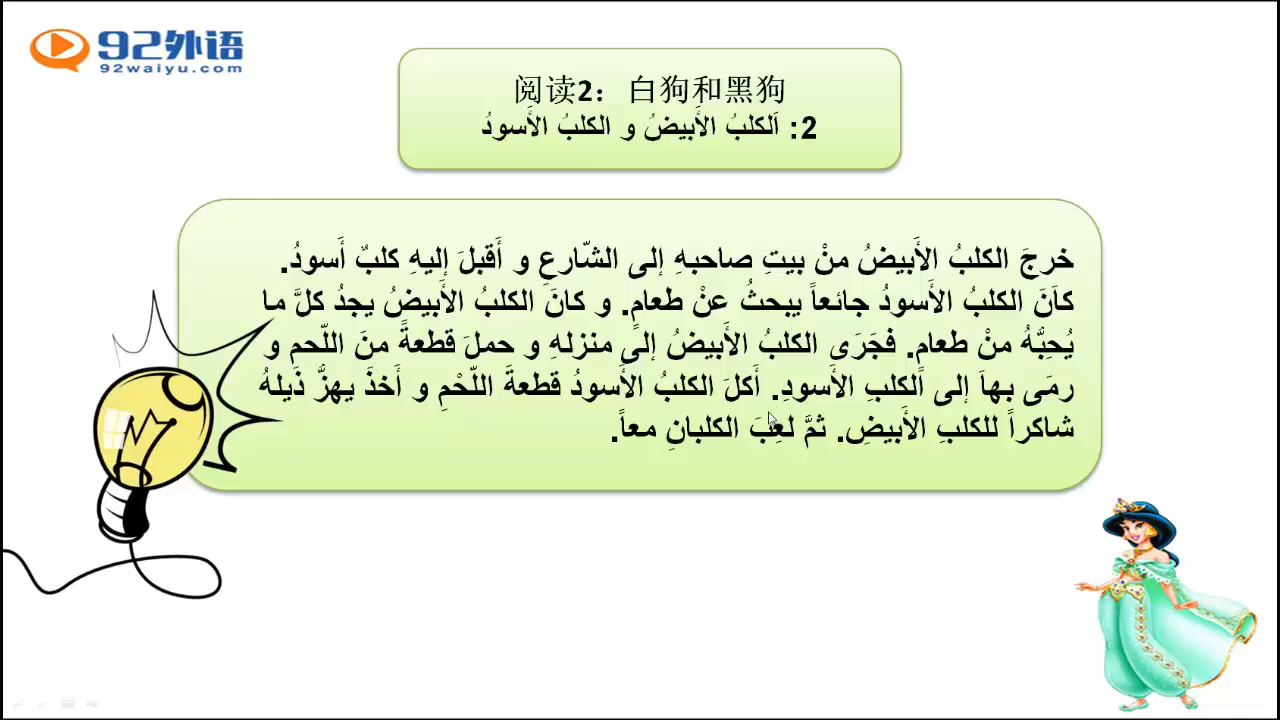 92外语
92waiyu.com
阅读2：白狗和黑狗
2: اَلكلبُ الأَبيضُ و الكلبُ الأَسودُ
خرجَ الكلبُ الأَبيضُ منْ بيتِ صاحبهِ إلى الشّارعِ و أَقبلَ إليهِ كلبٌ أَسودُ.
كاَنَ الكلبُ الأَسودُ جائعاً يبحثُ عنْ طعامٍ. و كانَ الكلبُ الأَبيضُ يجدُ كلَّ ما
يُحِبُّهُ منْ طعامٍ. فجَرَى الكلبُ الأَبيضُ إلىَ منزلهِ و حملَ قطعةً منَ اللّحمِ و
رمَى بهاَ إلى اَلكلبِ الأَسودِ. أَكلَ الكلبُ الأَسودُ قطعةَ اللّحْمِ و أَخذَ يهزُّ ذَيلهُ
شاكراً للكلبِ الأَبيضِ. ثمَّ لعِبَ الكلبانِ معاً.